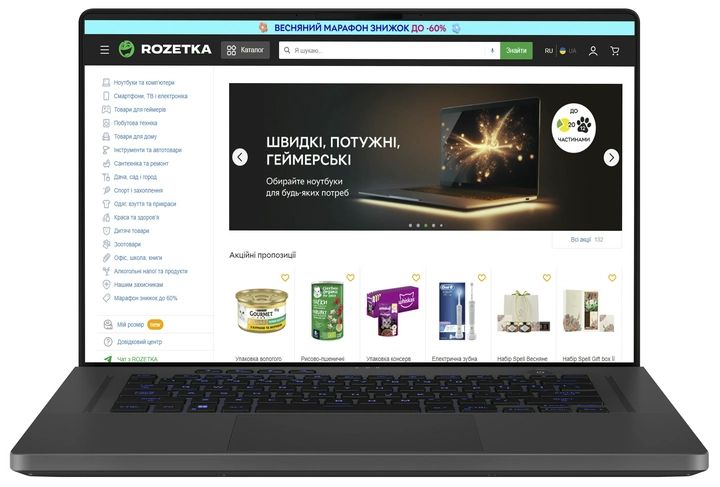 ВЕСНЯНИЙ МАРАФОН ЗНИЖОК ДО -60%
ROZETKA
Каталог
Я шукаю...
Знайти
RU
UA
Ноутбуки та комп'ютери
Смартфони, ТВ і електроніка
Товари для геймерів
Побутова техніка
Товари для дому
Інструменти та автотовари
Сантехніка та ремонт
Дача, сад і город
Спорт і захоплення
Одяг, взуття та прикраси
Краса та здоров'я
Дитячі товари
Зоотовари
Офіс, школа, книги
Алкогольні напої та продукти
Нашим захисникам
Марафон знижок до 60%
Мій розмір new
Довідковий центр
Чат з ROZETKA
ШВИДКІ, ПОТУЖНІ,
ГЕЙМЕРСЬКІ
Обирайте ноутбуки
для будь-яких потреб
ДО
20
ЧАСТИНАМИ
Всі акції 132
Акційні пропозиції
GOURMET
Gerber
organic
whiskas
Oral-B
Упаковка вологого
Рисово-пшеничні
Упаковка консерв
Електрична зубна
Набір Spell Весняне
Набір Spell Gift box Її